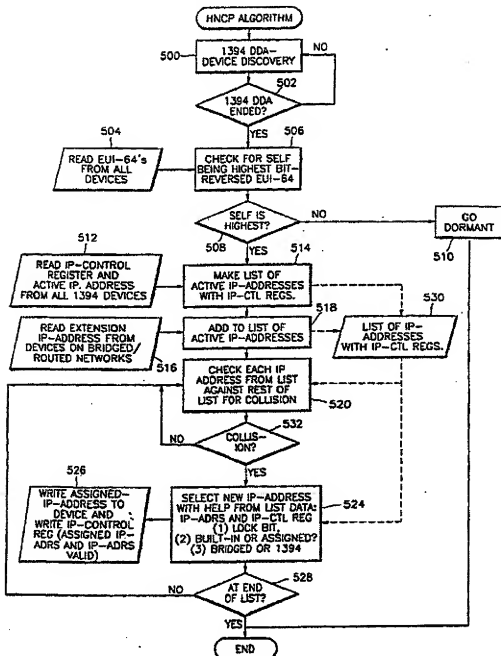 HNCP ALGORITHM
500
1394 DDA-
DEVICE DISCOVERY
NO
502
1394 DDA
ENDED?
YES
504
READ EUI-64's
FROM ALL
DEVICES
506
CHECK FOR SELF
BEING HIGHEST BIT-
REVERSED EUI-64
SELF IS
HIGHEST?
508
NO
YES
GO
DORMANT
510
512
READ IP-CONTROL
REGISTER AND
ACTIVE IP. ADDRESS
FROM ALL 1394 DEVICES
514
MAKE LIST OF
ACTIVE IP-ADDRESSES
WITH IP-CTL REGS.
518
530
READ EXTENSION
IP-ADDRESS FROM
DEVICES ON BRIDGED/
ROUTED NETWORKS
516
ADD TO LIST OF
ACTIVE IP-ADDRESSES
LIST OF IP-
ADDRESSES
WITH IP-CTL REGS.
CHECK EACH IP
ADDRESS FROM LIST
AGAINST REST OF
LIST FOR COLLISION
520
532
COLLIS-
ION?
NO
YES
526
WRITE ASSIGNED-
IP-ADDRESS TO
DEVICE AND
WRITE IP-CONTROL
REG (ASSIGNED IP-
ADRS AND IP-ADRS
VALID)
SELECT NEW IP-ADDRESS
WITH HELP FROM LIST DATA:
IP-ADRS AND IP-CTL REG
(1) LOCK BIT,
(2) BUILT-IN OR ASSIGNED?
(3) BRIDGED OR 1394
524
528
AT END
OF LIST?
NO
YES
END